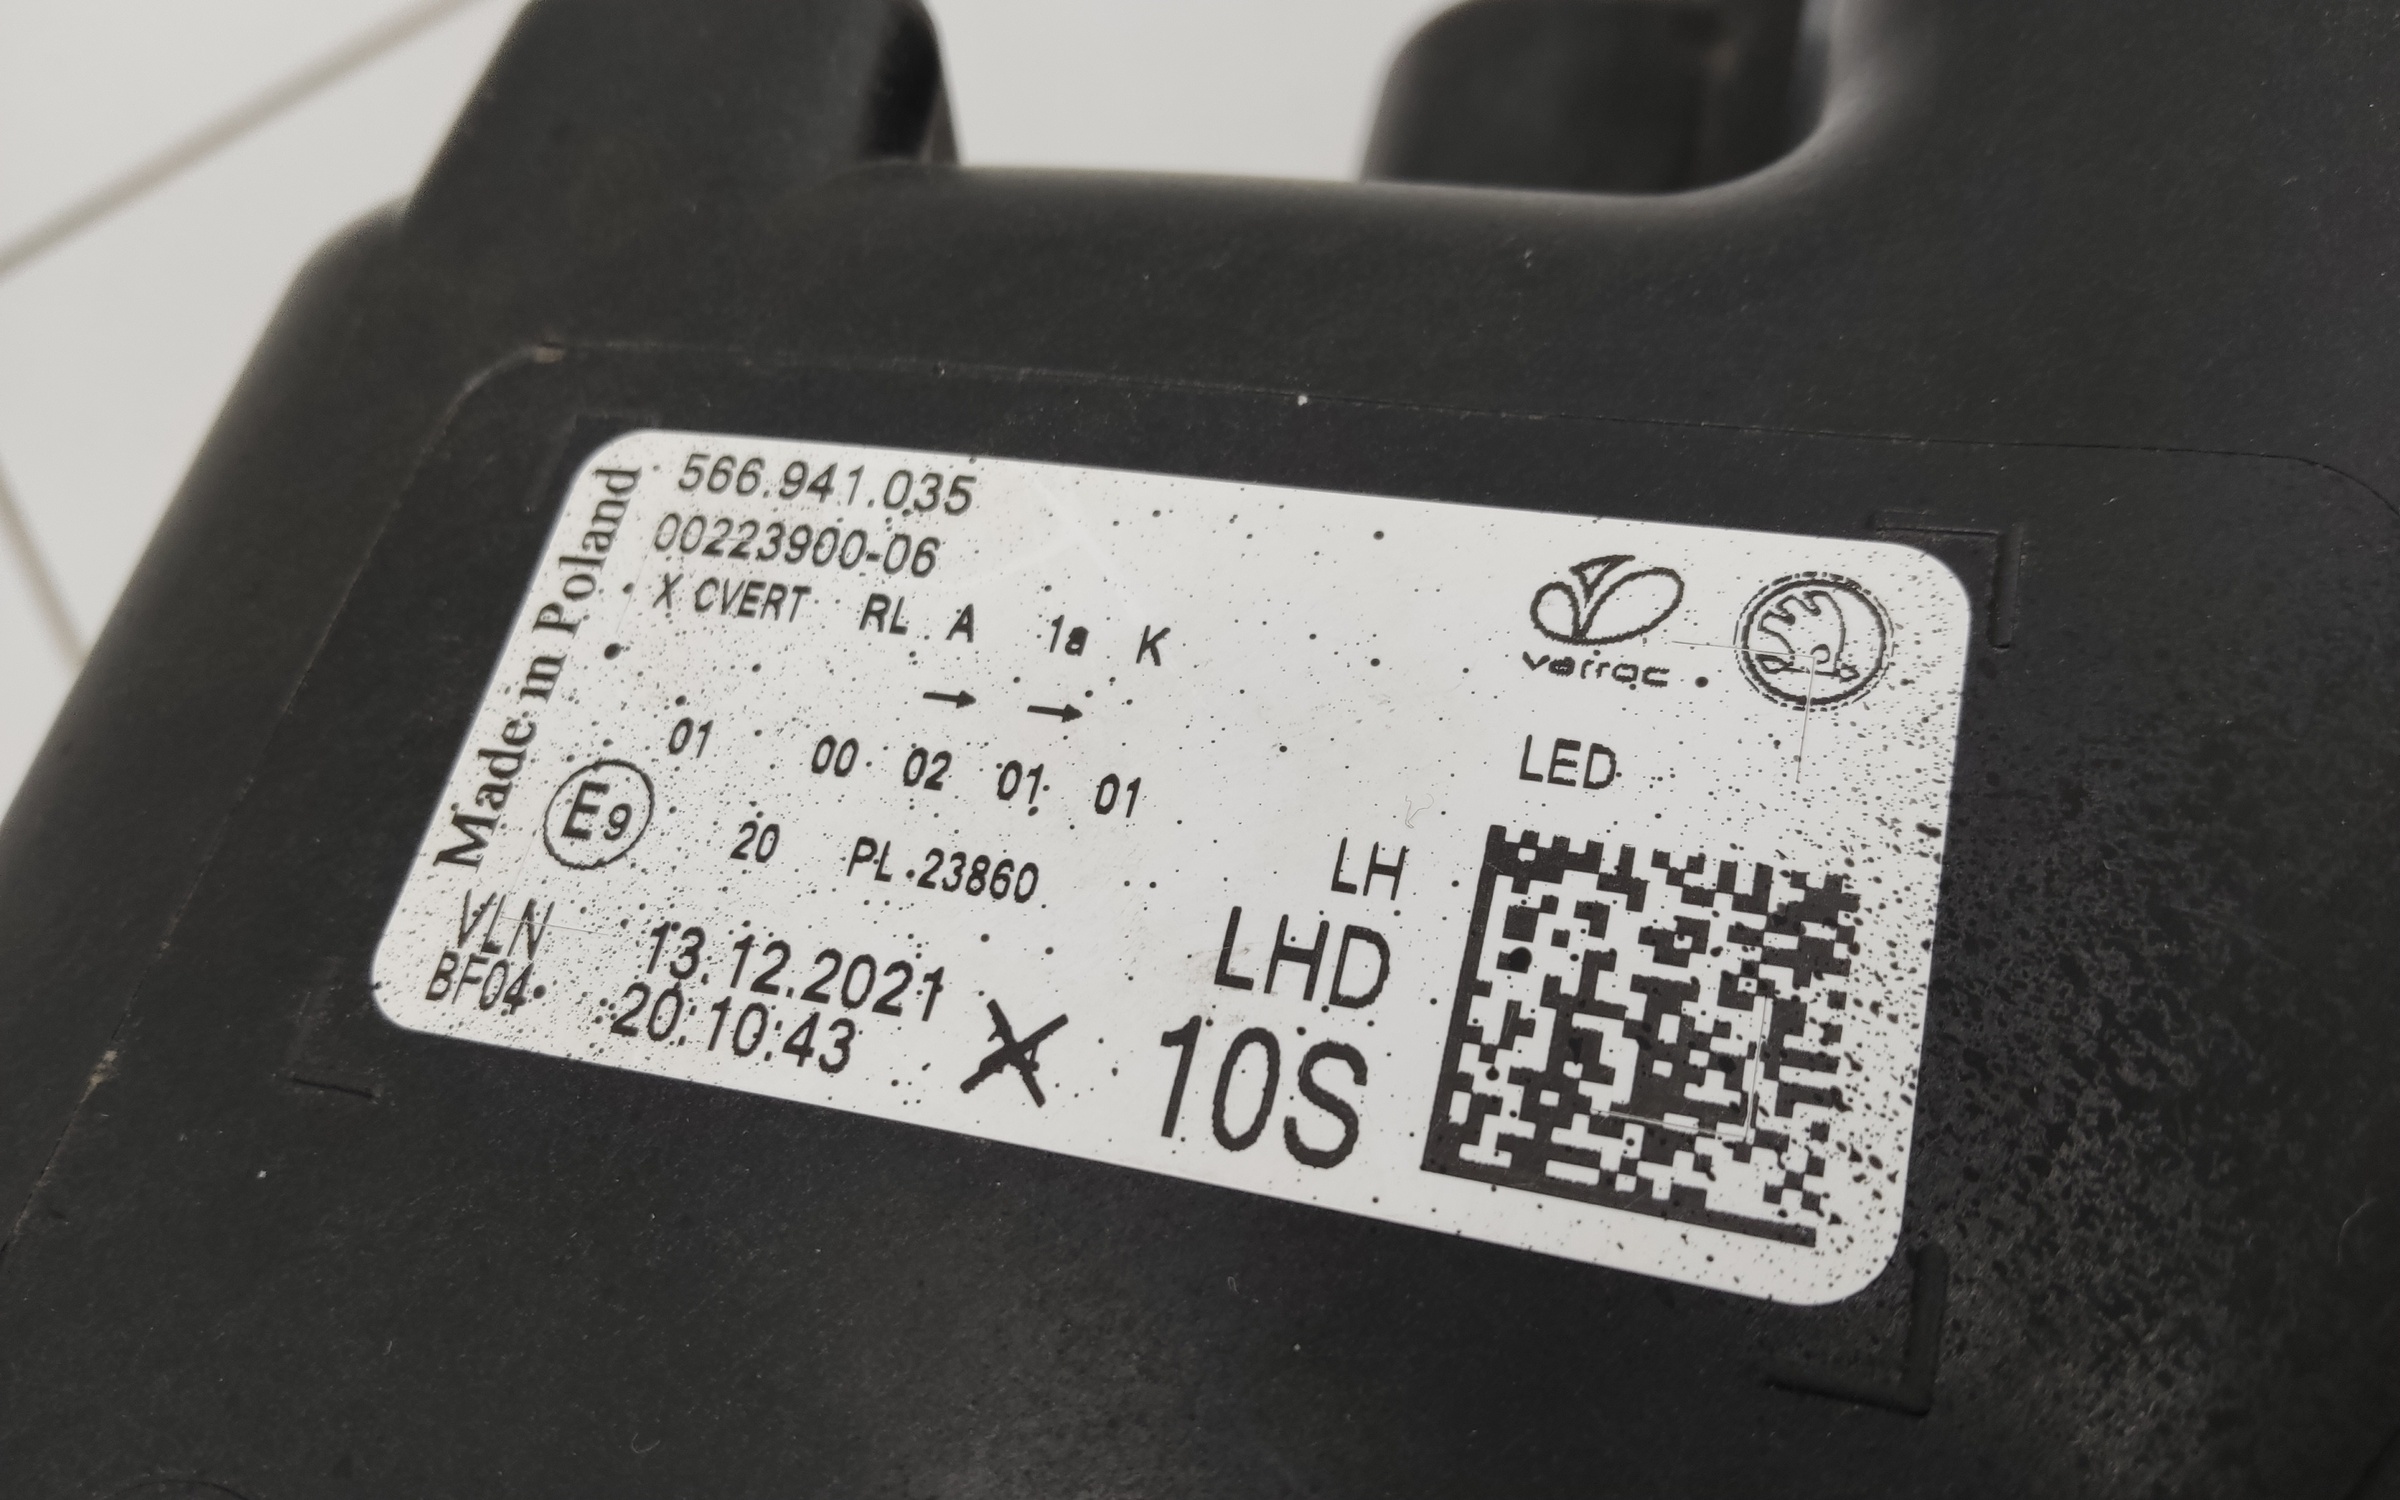 Made in Poland
566.941.035
00223900-06
X CVERT RL A 1a K
→ →
01 00 02 01 01
E9 20 PL.23860
VLN 13.12.2021
BF04 20:10:43
varroc
LED
LH
LHD
10S